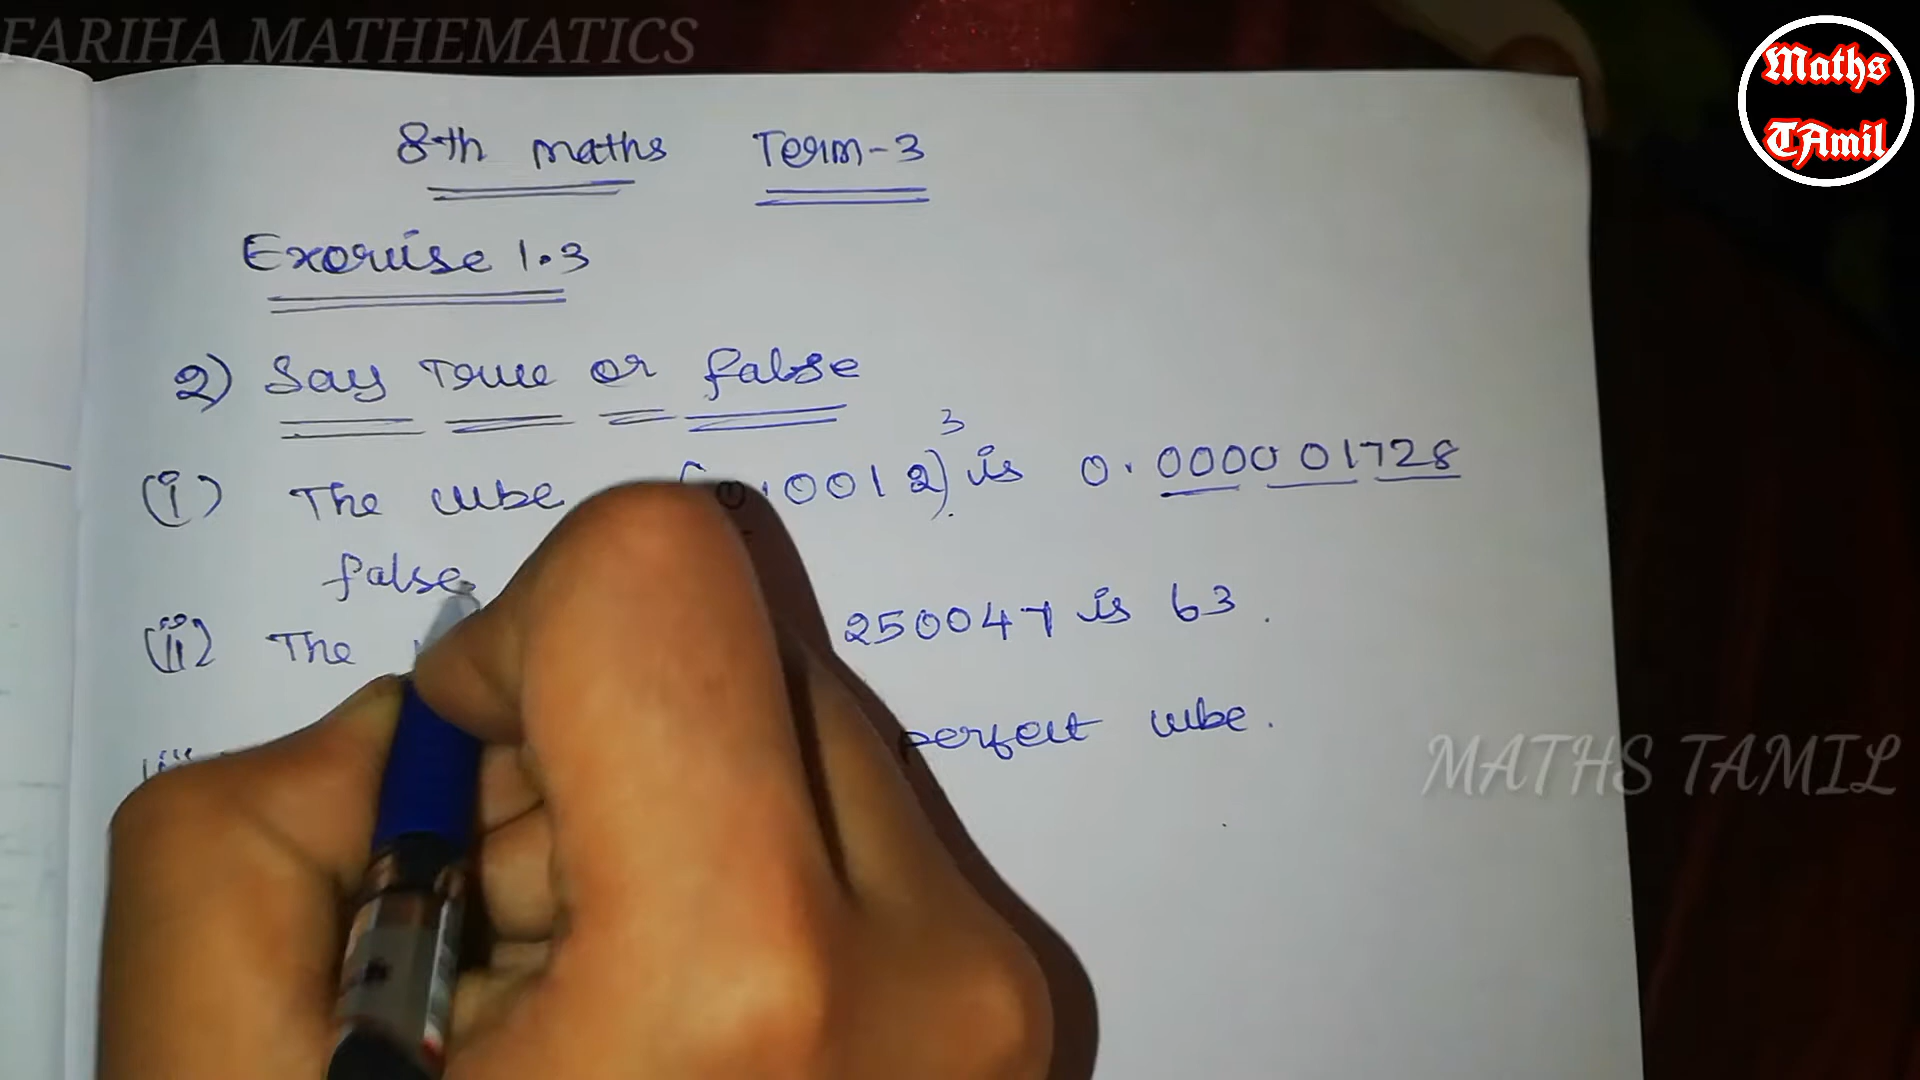 FARIHA MATHEMATICS
Maths
TAmil
8th maths Term-3
Exercise 1.3
2) Say True or false
(i) The cube (0.0012)³ is 0.000001728
false
(ii) The 250047 is 63.
perfect cube.
MATHS TAMIL